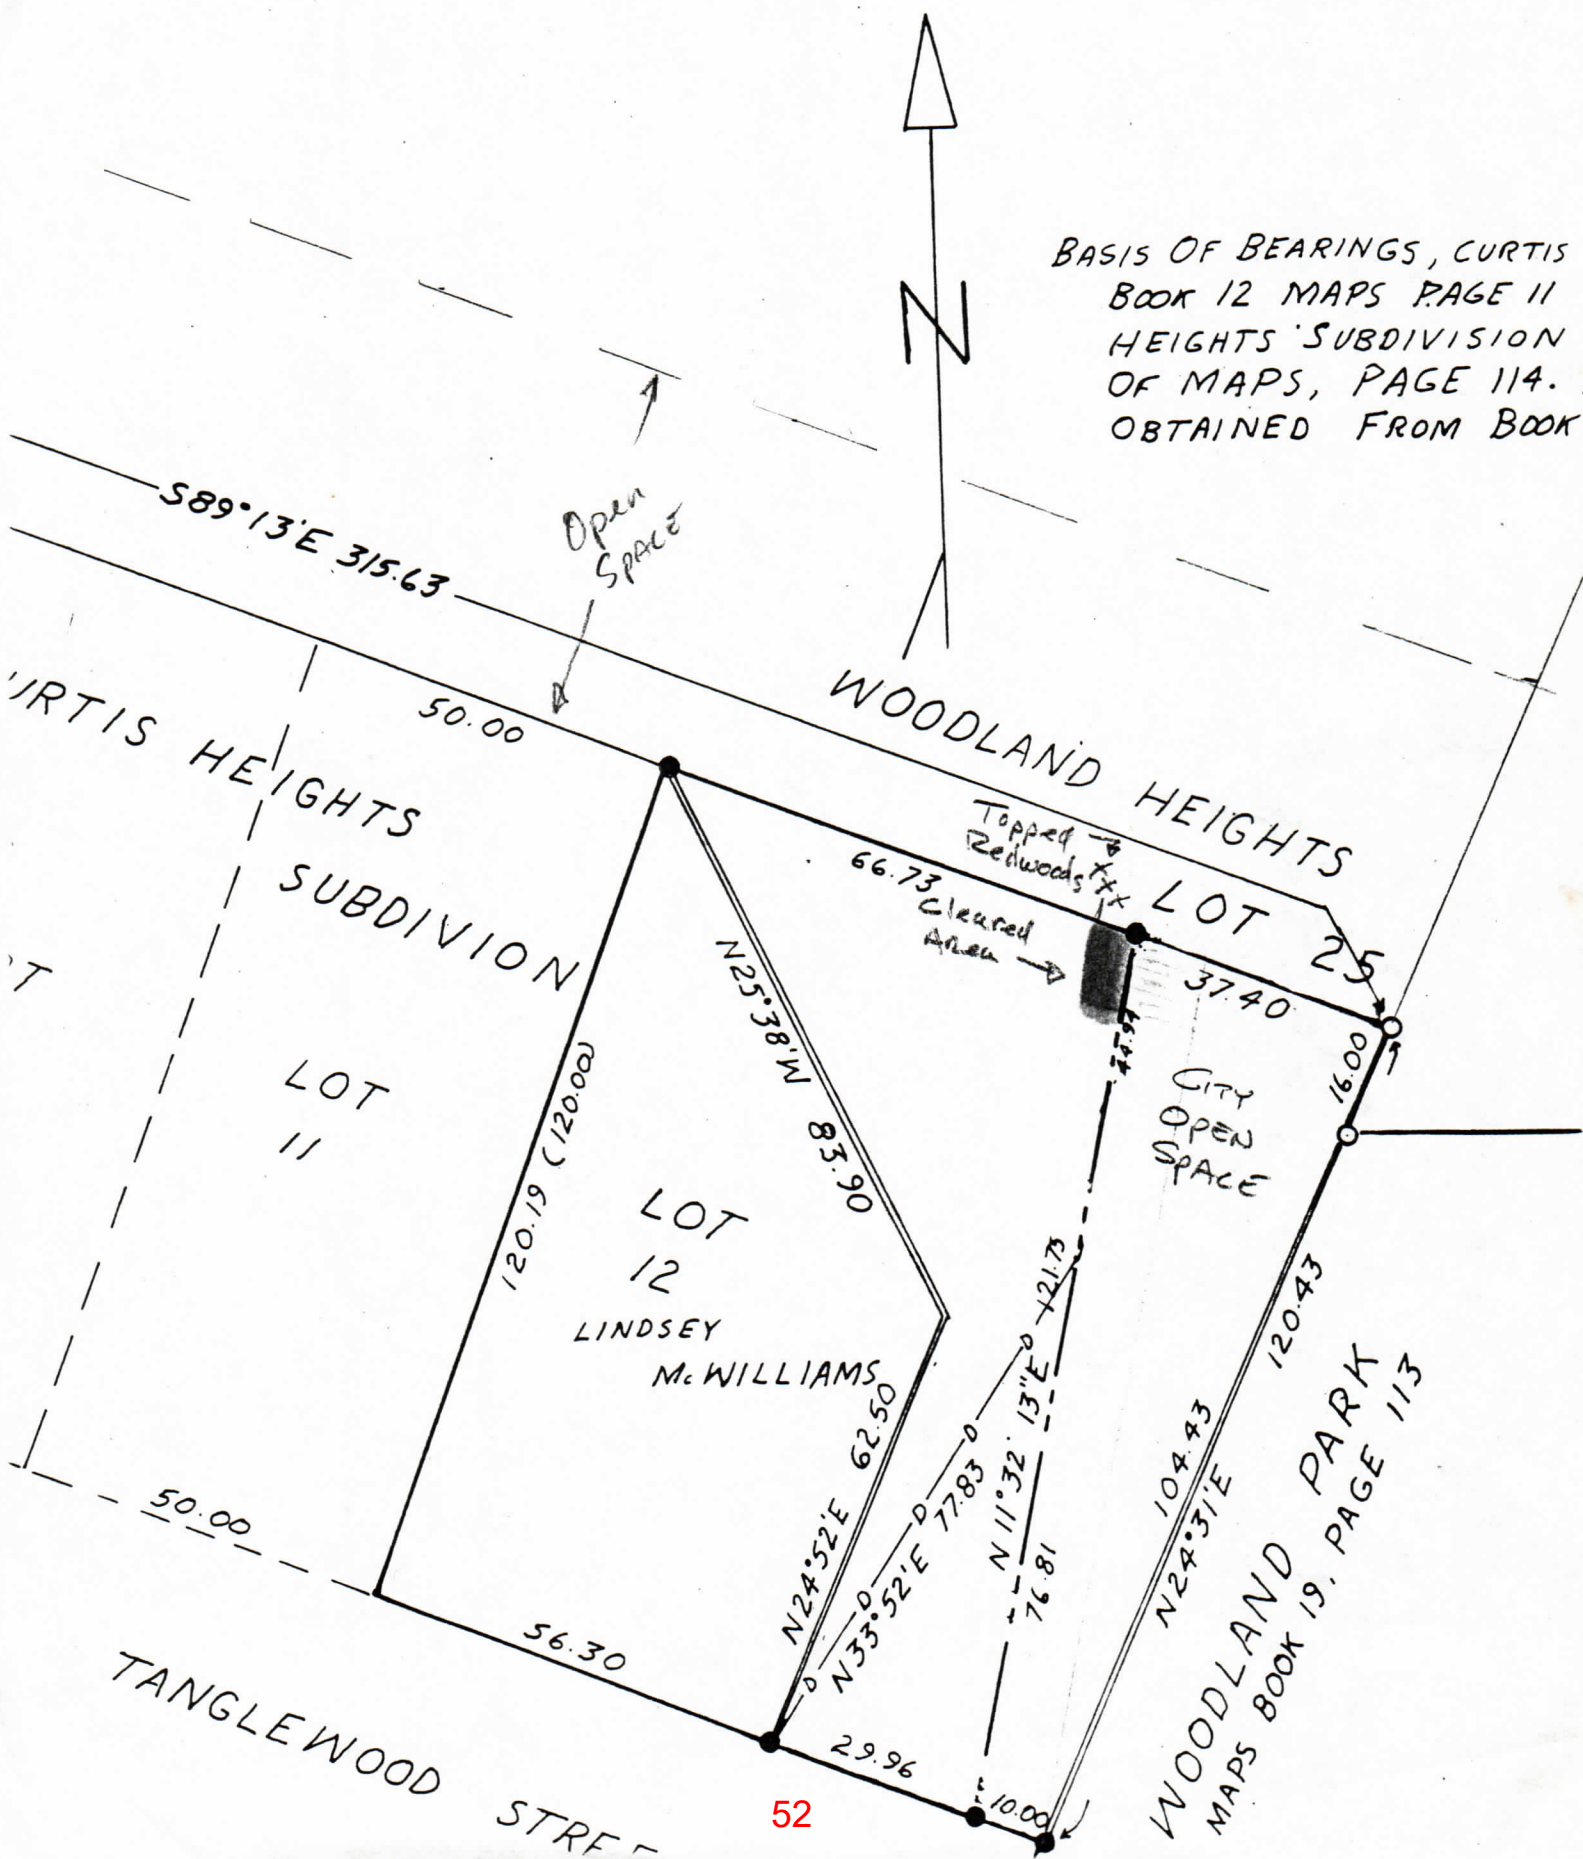 BASIS OF BEARINGS, CURTIS
BOOK 12 MAPS PAGE 11
HEIGHTS SUBDIVISION
OF MAPS, PAGE 114.
OBTAINED FROM BOOK
N
S89°13'E 315.63
Open
SPACE
50.00
WOODLAND HEIGHTS
URTIS HEIGHTS
SUBDIVION
Topped
Redwoods
XXX
66.73
Cleared
Area
LOT 25
37.40
16.00
44.94
N25°38'W 83.90
CITY
OPEN
SPACE
LOT
11
120.19 (120.00)
LOT
12
LINDSEY
McWILLIAMS
N24°52'E 62.50
N33°52'E 77.83
121.75
N 11°32' 13"E
76.81
120.43
104.43
N24°31'E
WOODLAND PARK
MAPS BOOK 19, PAGE 113
50.00
56.30
29.96
10.00
TANGLEWOOD STRE
52